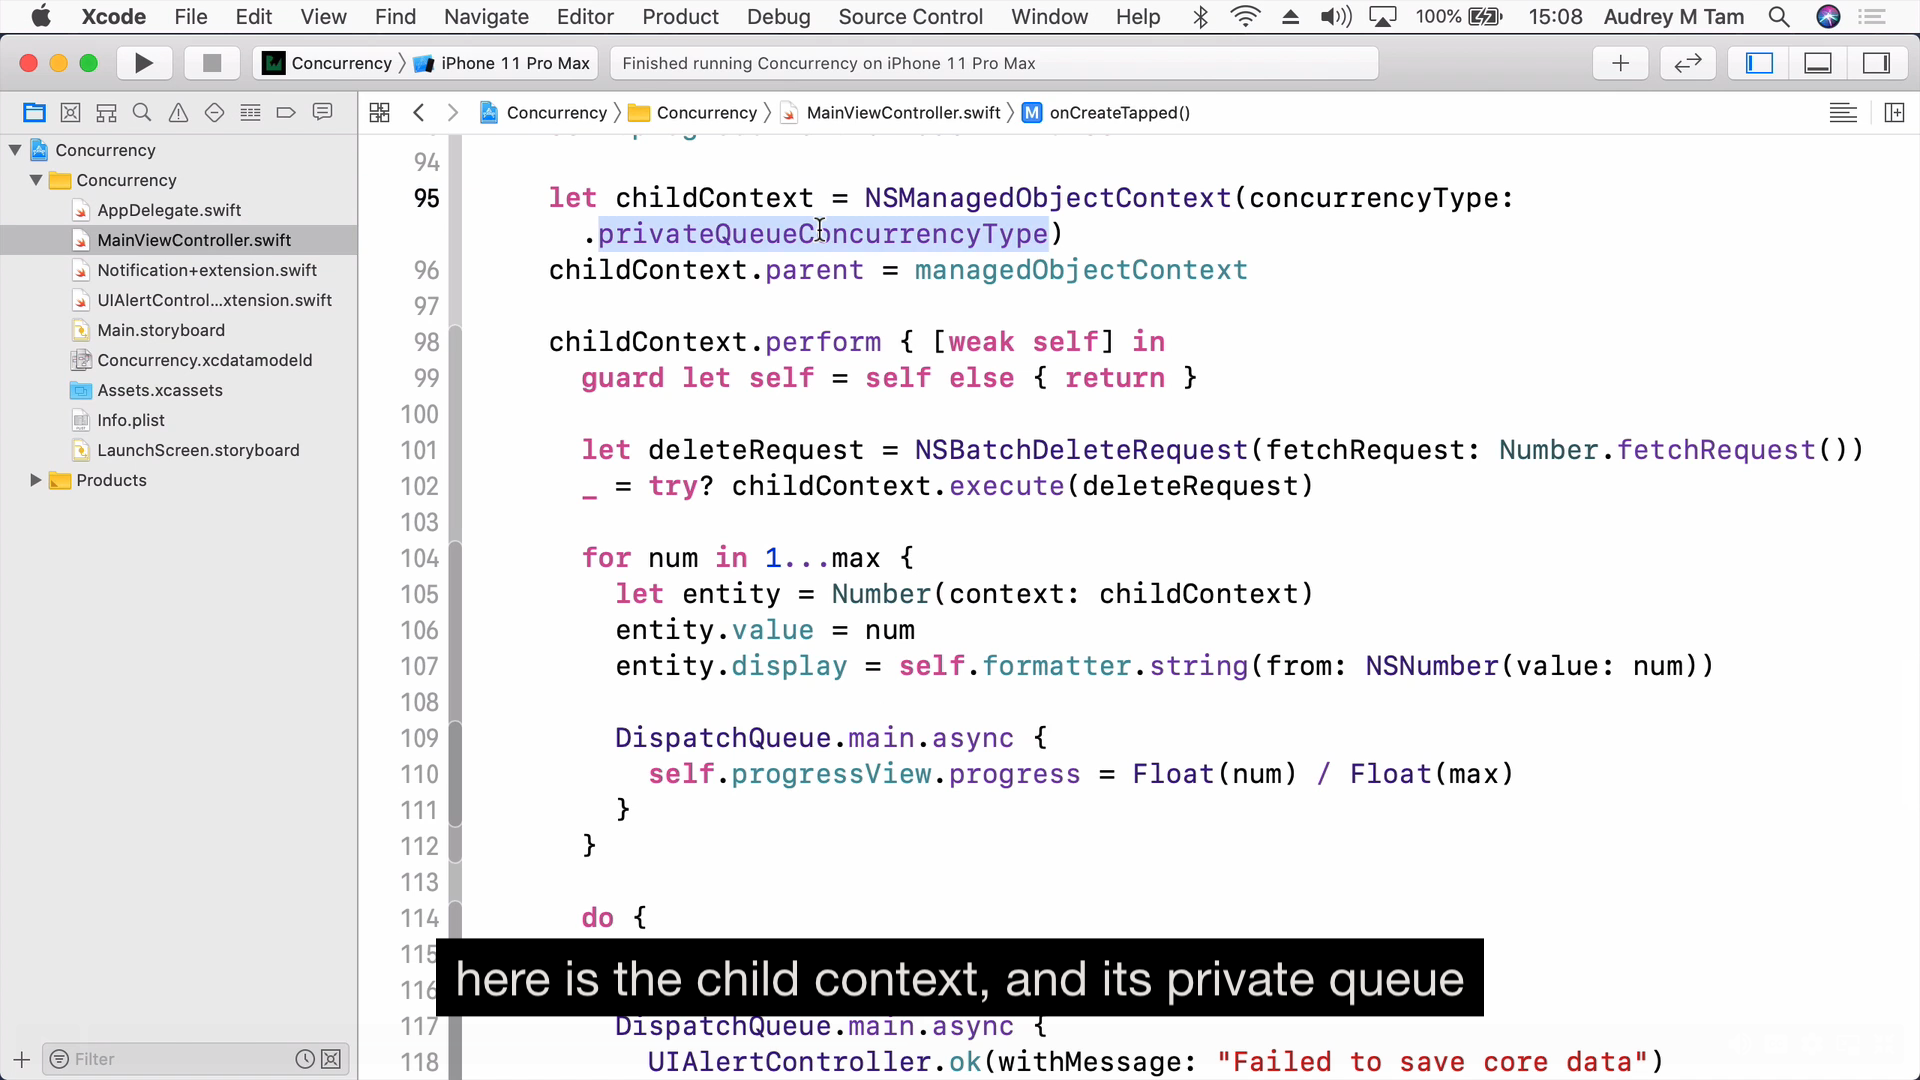 Xcode File Edit View Find Navigate Editor Product Debug Source Control Window Help 100% 15:08 Audrey M Tam
Concurrency iPhone 11 Pro Max Finished running Concurrency on iPhone 11 Pro Max
Concurrency Concurrency MainViewController.swift M onCreateTapped()
Concurrency
Concurrency
AppDelegate.swift
MainViewController.swift
Notification+extension.swift
UIAlertControl...xtension.swift
Main.storyboard
Concurrency.xcdatamodeld
Assets.xcassets
Info.plist
LaunchScreen.storyboard
Products
Filter
94
95 let childContext = NSManagedObjectContext(concurrencyType:
.privateQueueConcurrencyType)
96 childContext.parent = managedObjectContext
97
98 childContext.perform { [weak self] in
99 guard let self = self else { return }
100
101 let deleteRequest = NSBatchDeleteRequest(fetchRequest: Number.fetchRequest())
102 _ = try? childContext.execute(deleteRequest)
103
104 for num in 1...max {
105 let entity = Number(context: childContext)
106 entity.value = num
107 entity.display = self.formatter.string(from: NSNumber(value: num))
108
109 DispatchQueue.main.async {
110 self.progressView.progress = Float(num) / Float(max)
111 }
112 }
113
114 do {
115
116
here is the child context, and its private queue
117 DispatchQueue.main.async {
118 UIAlertController.ok(withMessage: "Failed to save core data")